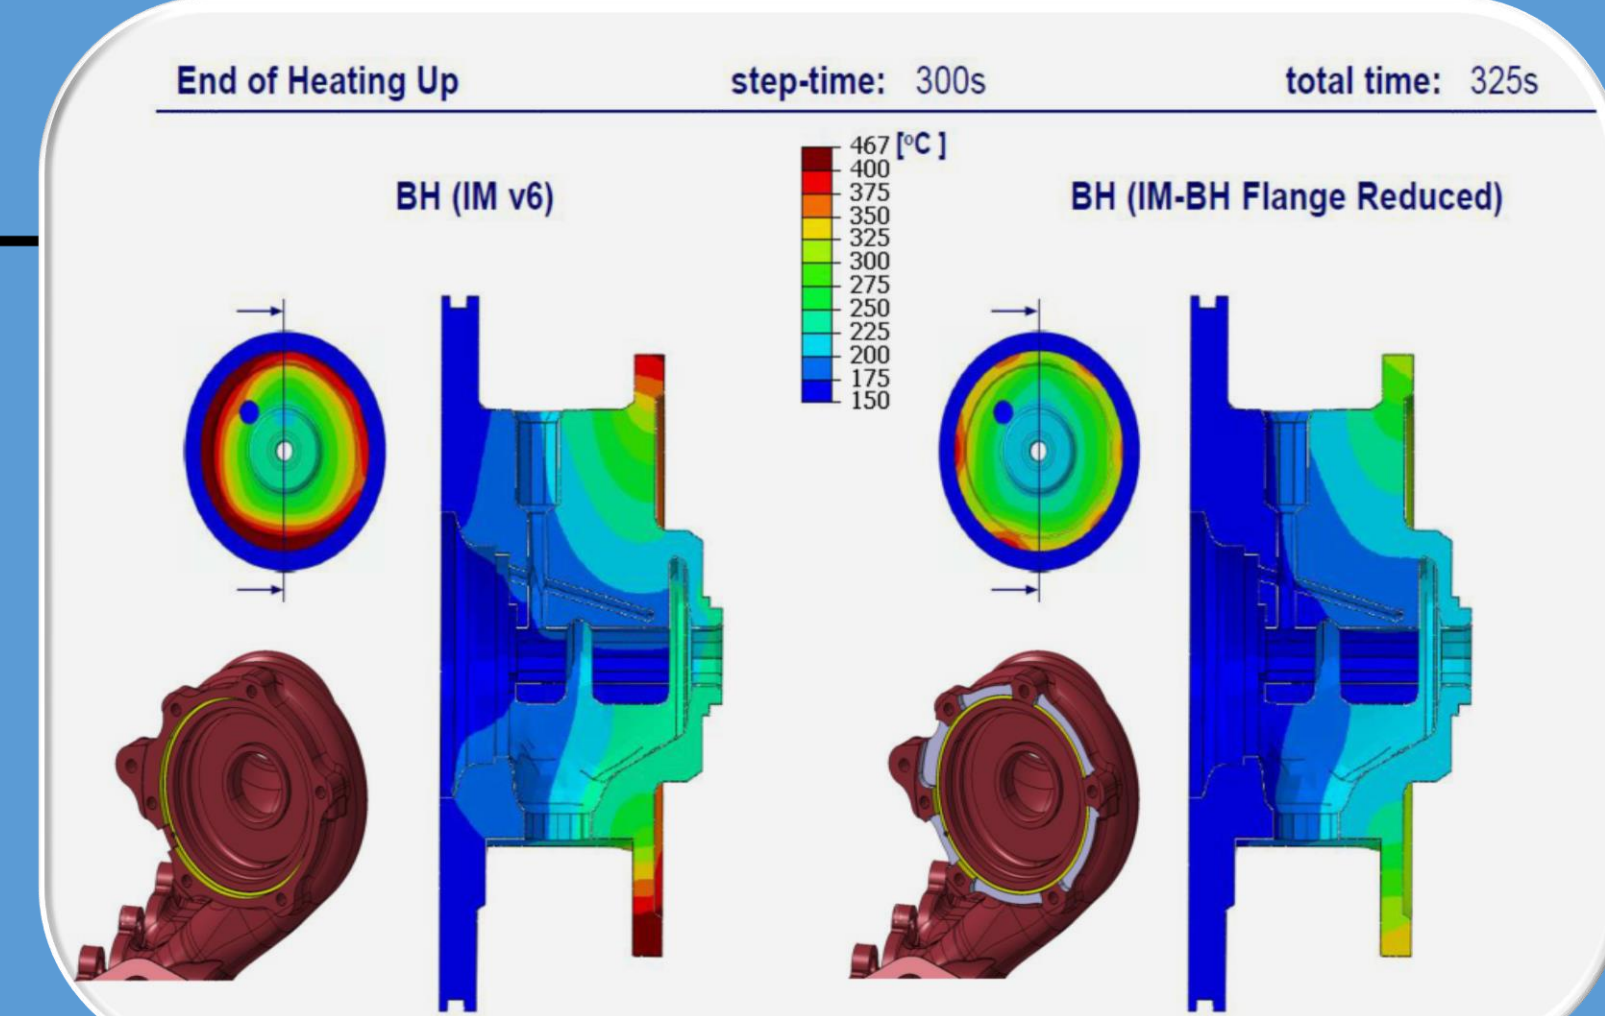 End of Heating Up step-time: 300s total time: 325s
467 [°C ]
400
375
350
325
300
275
250
225
200
175
150
BH (IM v6)
BH (IM-BH Flange Reduced)